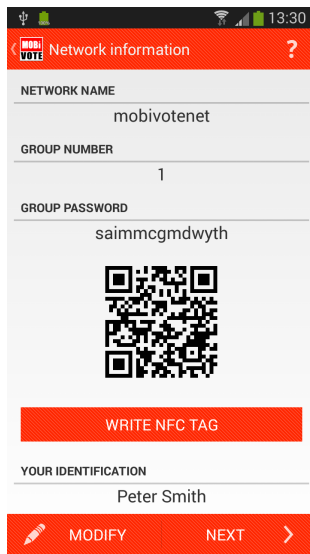 13:30
MOBi
VOTE
Network information
?
NETWORK NAME
mobivotenet
GROUP NUMBER
1
GROUP PASSWORD
saimmcgmdwyth
WRITE NFC TAG
YOUR IDENTIFICATION
Peter Smith
MODIFY
NEXT